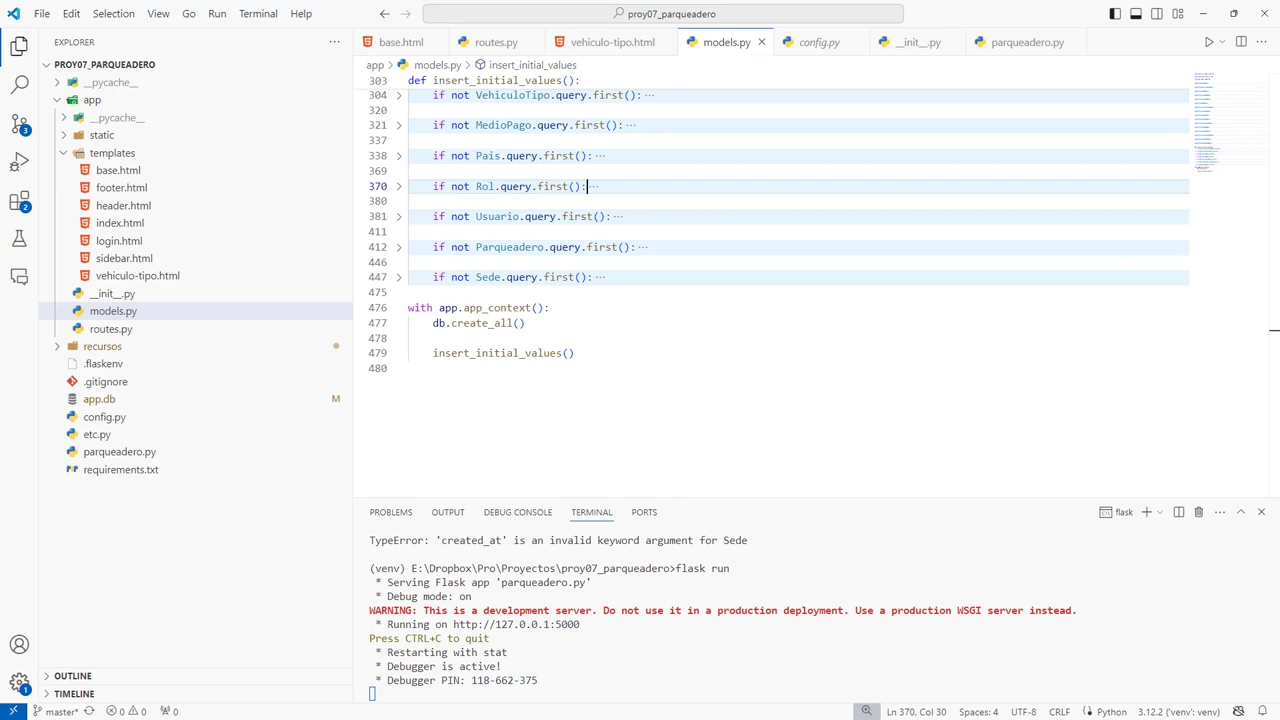 File Edit Selection View Go Run Terminal Help
proy07_parqueadero
EXPLORER
PROY07_PARQUEADERO
__pycache__
app
__pycache__
static
templates
base.html
footer.html
header.html
index.html
login.html
sidebar.html
vehiculo-tipo.html
__init__.py
models.py
routes.py
recursos
.flaskenv
.gitignore
app.db M
config.py
etc.py
parqueadero.py
requirements.txt
OUTLINE
TIMELINE
3
2
1
base.html routes.py vehiculo-tipo.html models.py config.py __init__.py parqueadero.py
app > models.py > insert_initial_values
303 def insert_initial_values():
304 if not VehiculoTipo.query.first(): ...
320
321 if not MedioPago.query.first(): ...
337
338 if not Pais.query.first(): ...
369
370 if not Rol.query.first(): ...
380
381 if not Usuario.query.first(): ...
411
412 if not Parqueadero.query.first(): ...
446
447 if not Sede.query.first(): ...
475
476 with app.app_context():
477 db.create_all()
478
479 insert_initial_values()
480
PROBLEMS OUTPUT DEBUG CONSOLE TERMINAL PORTS
flask
TypeError: 'created_at' is an invalid keyword argument for Sede
(venv) E:\Dropbox\Pro\Proyectos\proy07_parqueadero>flask run
* Serving Flask app 'parqueadero.py'
* Debug mode: on
WARNING: This is a development server. Do not use it in a production deployment. Use a production WSGI server instead.
* Running on http://127.0.0.1:5000
Press CTRL+C to quit
* Restarting with stat
* Debugger is active!
* Debugger PIN: 118-662-375
master* 0 0 0 Ln 370, Col 30 Spaces: 4 UTF-8 CRLF Python 3.12.2 ('venv': venv)